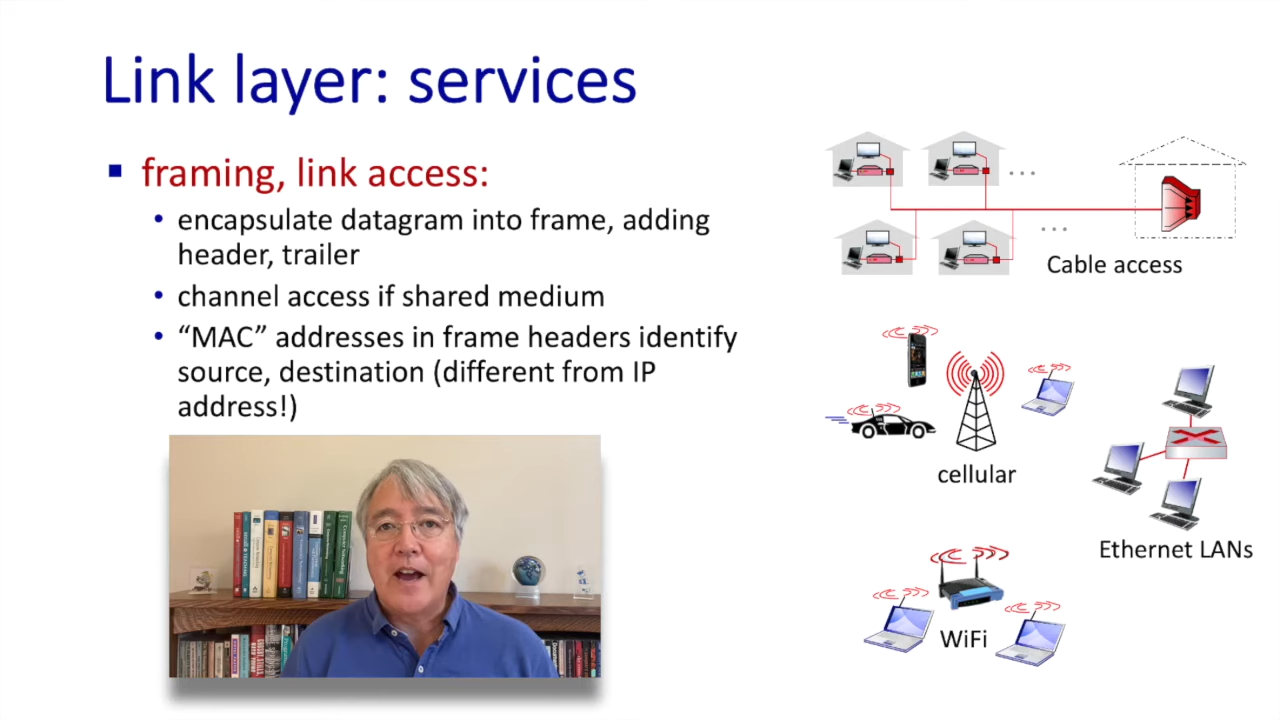 Link layer: services
framing, link access:
encapsulate datagram into frame, adding
header, trailer
channel access if shared medium
“MAC” addresses in frame headers identify
source, destination (different from IP
address!)
Cable access
cellular
Ethernet LANs
WiFi